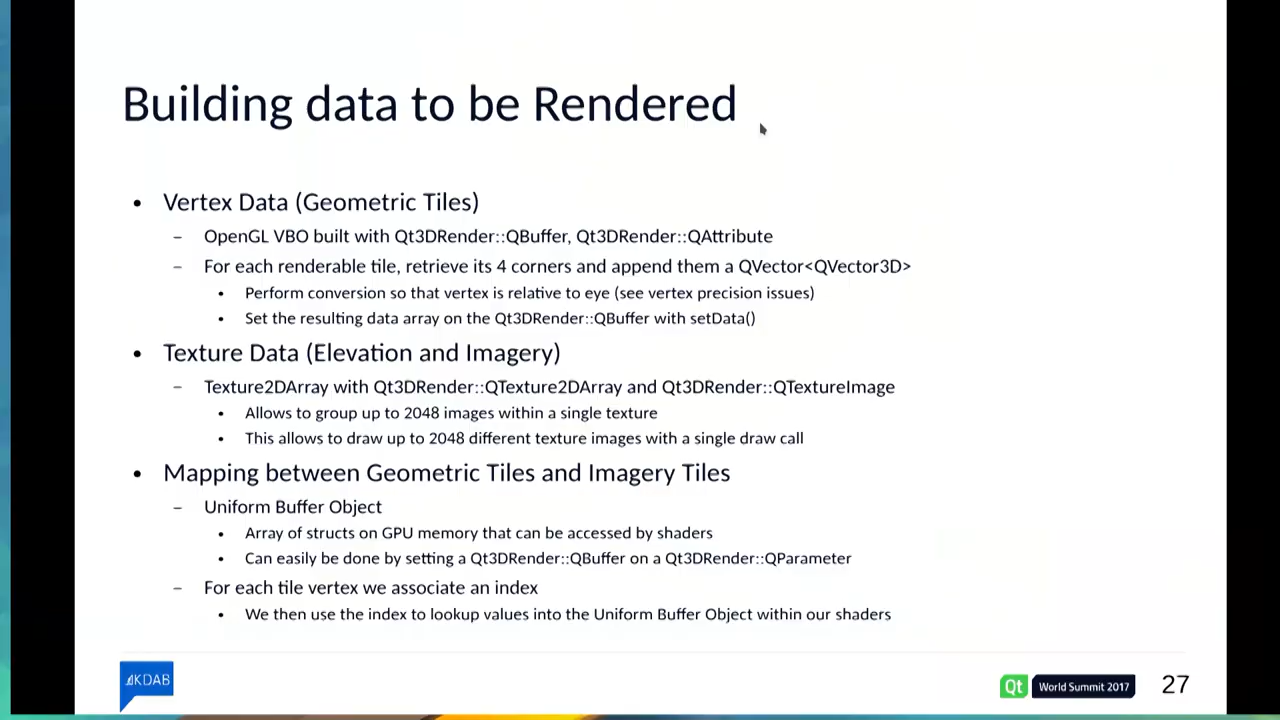 Building data to be Rendered
• Vertex Data (Geometric Tiles)
– OpenGL VBO built with Qt3DRender::QBuffer, Qt3DRender::QAttribute
– For each renderable tile, retrieve its 4 corners and append them a QVector<QVector3D>
• Perform conversion so that vertex is relative to eye (see vertex precision issues)
• Set the resulting data array on the Qt3DRender::QBuffer with setData()
• Texture Data (Elevation and Imagery)
– Texture2DArray with Qt3DRender::QTexture2DArray and Qt3DRender::QTextureImage
• Allows to group up to 2048 images within a single texture
• This allows to draw up to 2048 different texture images with a single draw call
• Mapping between Geometric Tiles and Imagery Tiles
– Uniform Buffer Object
• Array of structs on GPU memory that can be accessed by shaders
• Can easily be done by setting a Qt3DRender::QBuffer on a Qt3DRender::QParameter
– For each tile vertex we associate an index
• We then use the index to lookup values into the Uniform Buffer Object within our shaders
KDAB
Qt World Summit 2017
27